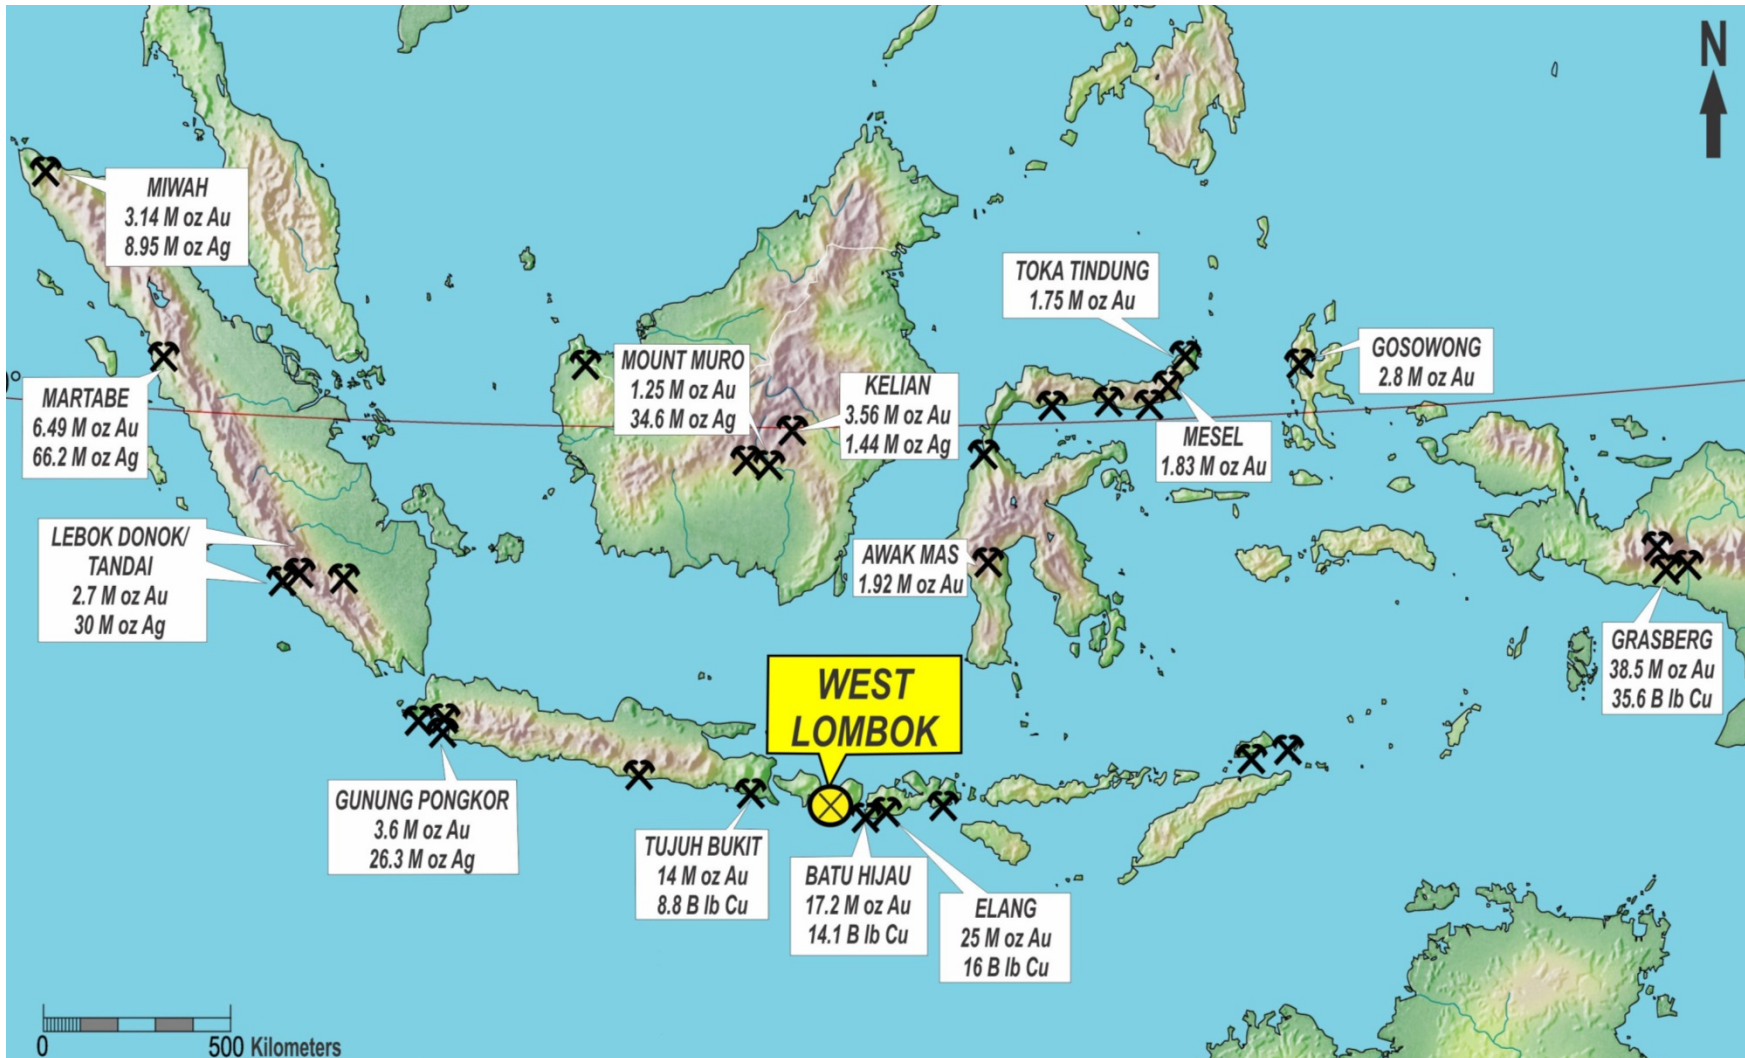 N
MIWAH
3.14 M oz Au
8.95 M oz Ag
TOKA TINDUNG
1.75 M oz Au
GOSOWONG
2.8 M oz Au
MOUNT MURO
1.25 M oz Au
34.6 M oz Ag
KELIAN
3.56 M oz Au
1.44 M oz Ag
0°
MARTABE
6.49 M oz Au
66.2 M oz Ag
MESEL
1.83 M oz Au
LEBOK DONOK/
TANDAI
2.7 M oz Au
30 M oz Ag
AWAK MAS
1.92 M oz Au
GRASBERG
38.5 M oz Au
35.6 B lb Cu
WEST
LOMBOK
GUNUNG PONGKOR
3.6 M oz Au
26.3 M oz Ag
TUJUH BUKIT
14 M oz Au
8.8 B lb Cu
BATU HIJAU
17.2 M oz Au
14.1 B lb Cu
ELANG
25 M oz Au
16 B lb Cu
0 500 Kilometers